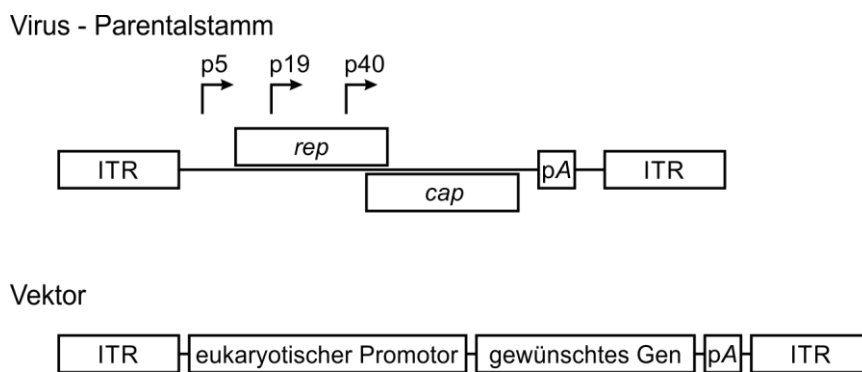 Virus - Parentalstamm
p5 p19 p40
rep
ITR pA ITR
cap
Vektor
ITR eukaryotischer Promotor gewünschtes Gen pA ITR